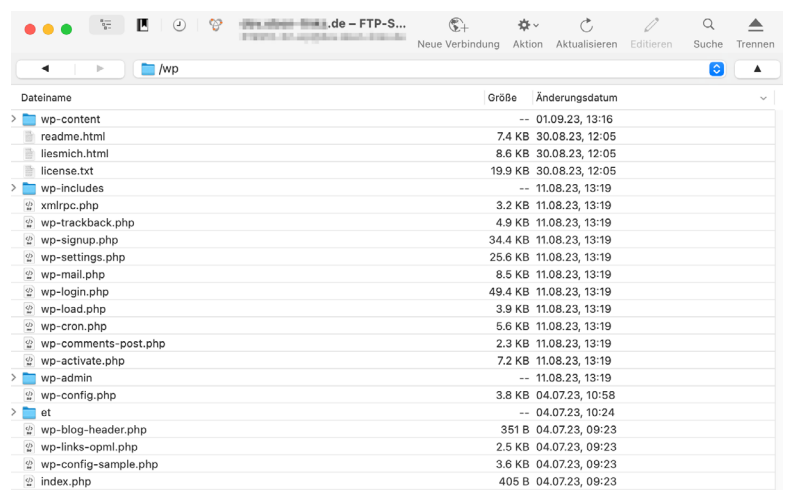 .de – FTP-S...
Neue Verbindung Aktion Aktualisieren Editieren Suche Trennen
/wp
Dateiname Größe Änderungsdatum
wp-content -- 01.09.23, 13:16
readme.html 7.4 KB 30.08.23, 12:05
liesmich.html 8.6 KB 30.08.23, 12:05
license.txt 19.9 KB 30.08.23, 12:05
wp-includes -- 11.08.23, 13:19
xmlrpc.php 3.2 KB 11.08.23, 13:19
wp-trackback.php 4.9 KB 11.08.23, 13:19
wp-signup.php 34.4 KB 11.08.23, 13:19
wp-settings.php 25.6 KB 11.08.23, 13:19
wp-mail.php 8.5 KB 11.08.23, 13:19
wp-login.php 49.4 KB 11.08.23, 13:19
wp-load.php 3.9 KB 11.08.23, 13:19
wp-cron.php 5.6 KB 11.08.23, 13:19
wp-comments-post.php 2.3 KB 11.08.23, 13:19
wp-activate.php 7.2 KB 11.08.23, 13:19
wp-admin -- 11.08.23, 13:19
wp-config.php 3.8 KB 04.07.23, 10:58
et -- 04.07.23, 10:24
wp-blog-header.php 351 B 04.07.23, 09:23
wp-links-opml.php 2.5 KB 04.07.23, 09:23
wp-config-sample.php 3.6 KB 04.07.23, 09:23
index.php 405 B 04.07.23, 09:23